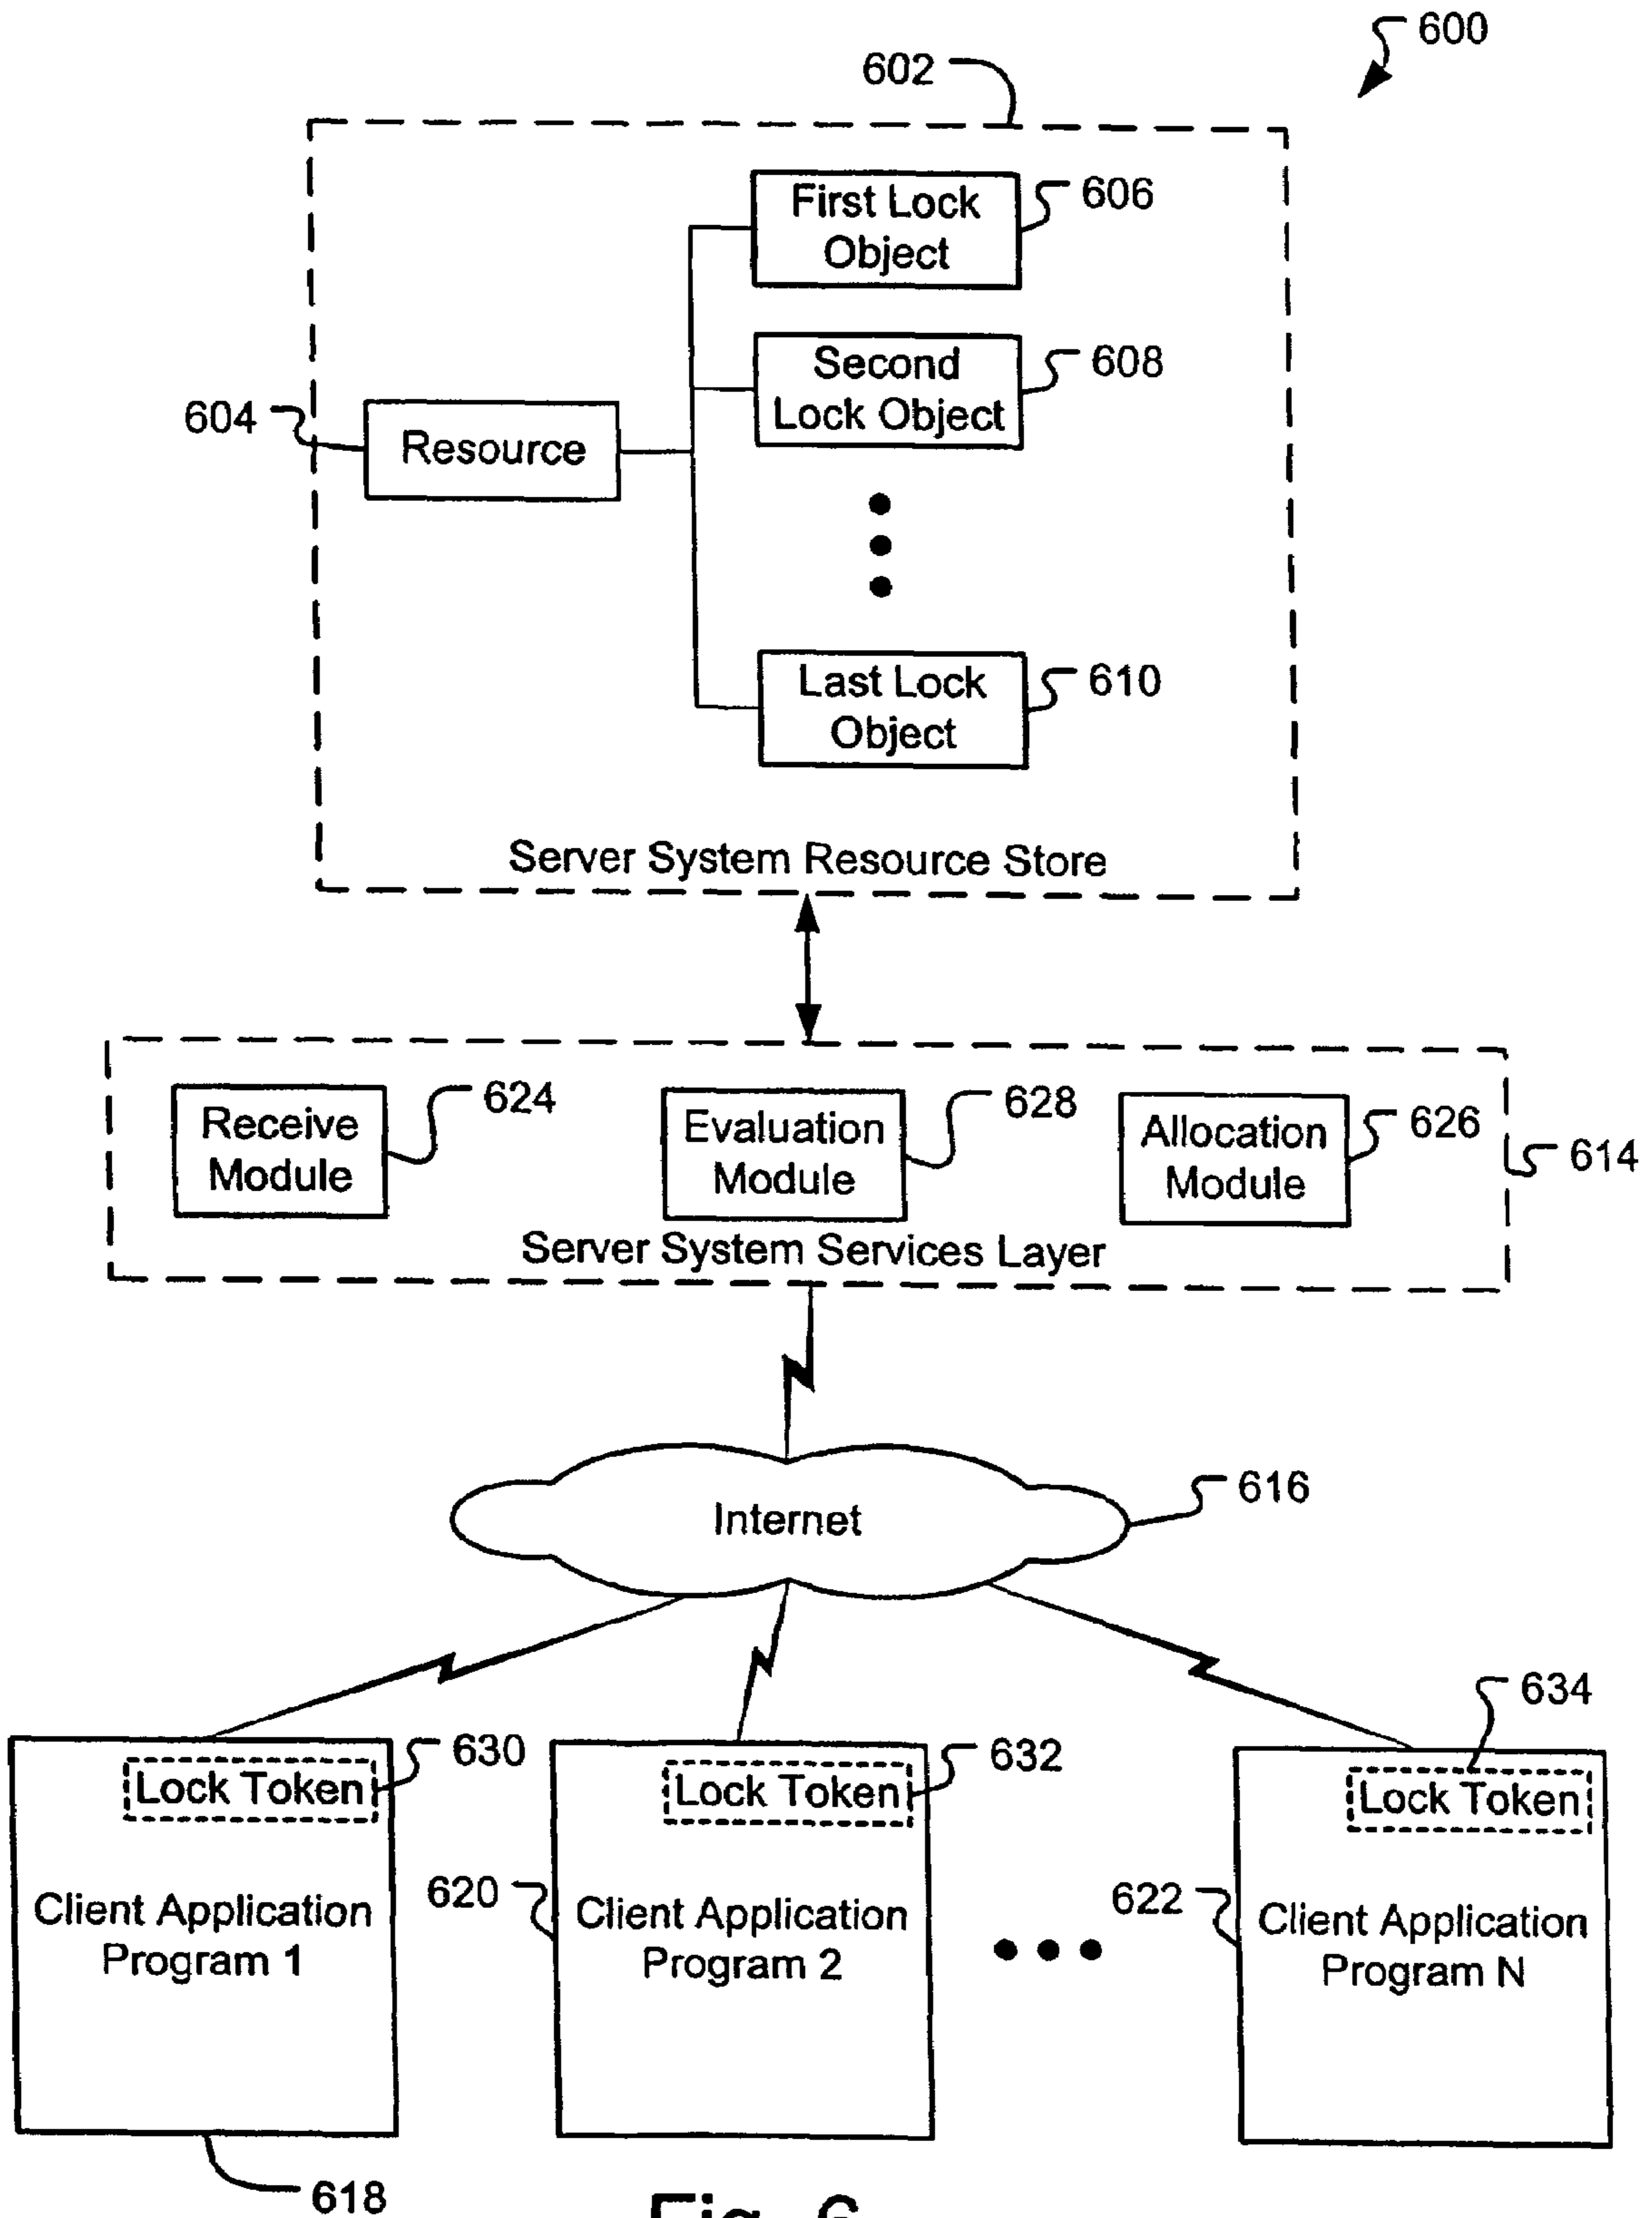 600
602
First Lock
Object
606
Second
Lock Object
608
604
Resource
Last Lock
Object
610
Server System Resource Store
Receive
Module
624
Evaluation
Module
628
Allocation
Module
626
614
Server System Services Layer
Internet
616
634
Lock Token
630
Lock Token
632
Lock Token
Client Application
Program 1
620
Client Application
Program 2
622
Client Application
Program N
618
Fig. 6